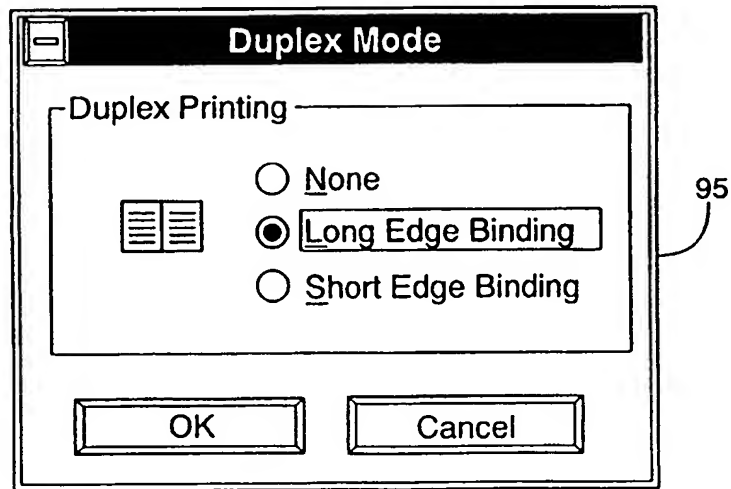 Duplex Mode
Duplex Printing
None
Long Edge Binding
Short Edge Binding
95
OK
Cancel